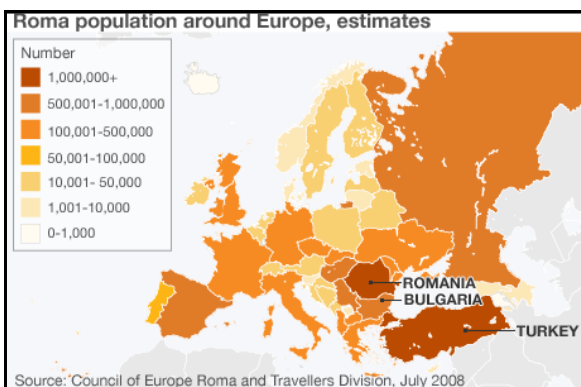 Roma population around Europe, estimates
Number
1,000,000+
500,001-1,000,000
100,001-500,000
50,001-100,000
10,001- 50,000
1,001-10,000
0-1,000
ROMANIA
BULGARIA
TURKEY
Source: Council of Europe Roma and Travellers Division, July 2008